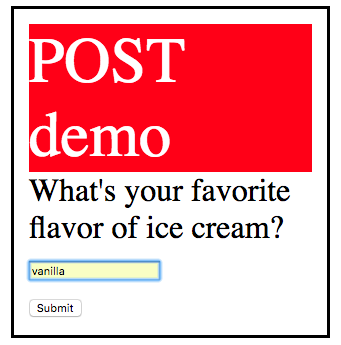 POST
demo
What's your favorite
flavor of ice cream?
vanilla
Submit